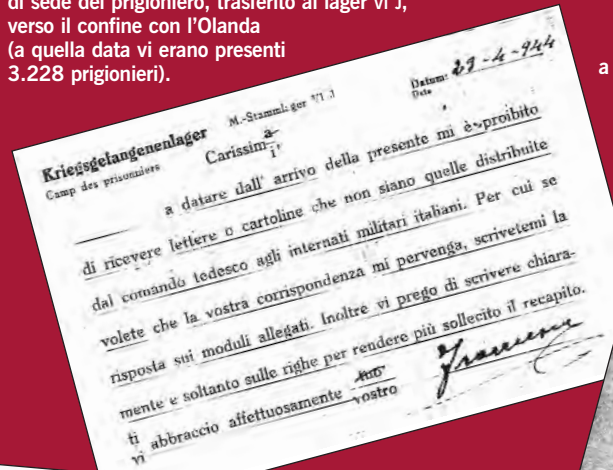 di sede del prigioniero, trasferito al lager VI J,
verso il confine con l'Olanda
(a quella data vi erano presenti
3.228 prigionieri).
a
Kriegsgefangenenlager M.-Stammlager VI J Datum: 29-4-944
Camp des prisonniers Date
Carissim a
i
a datare dall' arrivo della presente mi è proibito
di ricevere lettere o cartoline che non siano quelle distribuite
dal comando tedesco agli internati militari italiani. Per cui se
volete che la vostra corrispondenza mi pervenga, scrivetemi la
risposta sui moduli allegati. Inoltre vi prego di scrivere chiara-
mente e soltanto sulle righe per rendere più sollecito il recapito.
ti
vi abbraccio affettuosamente vostro